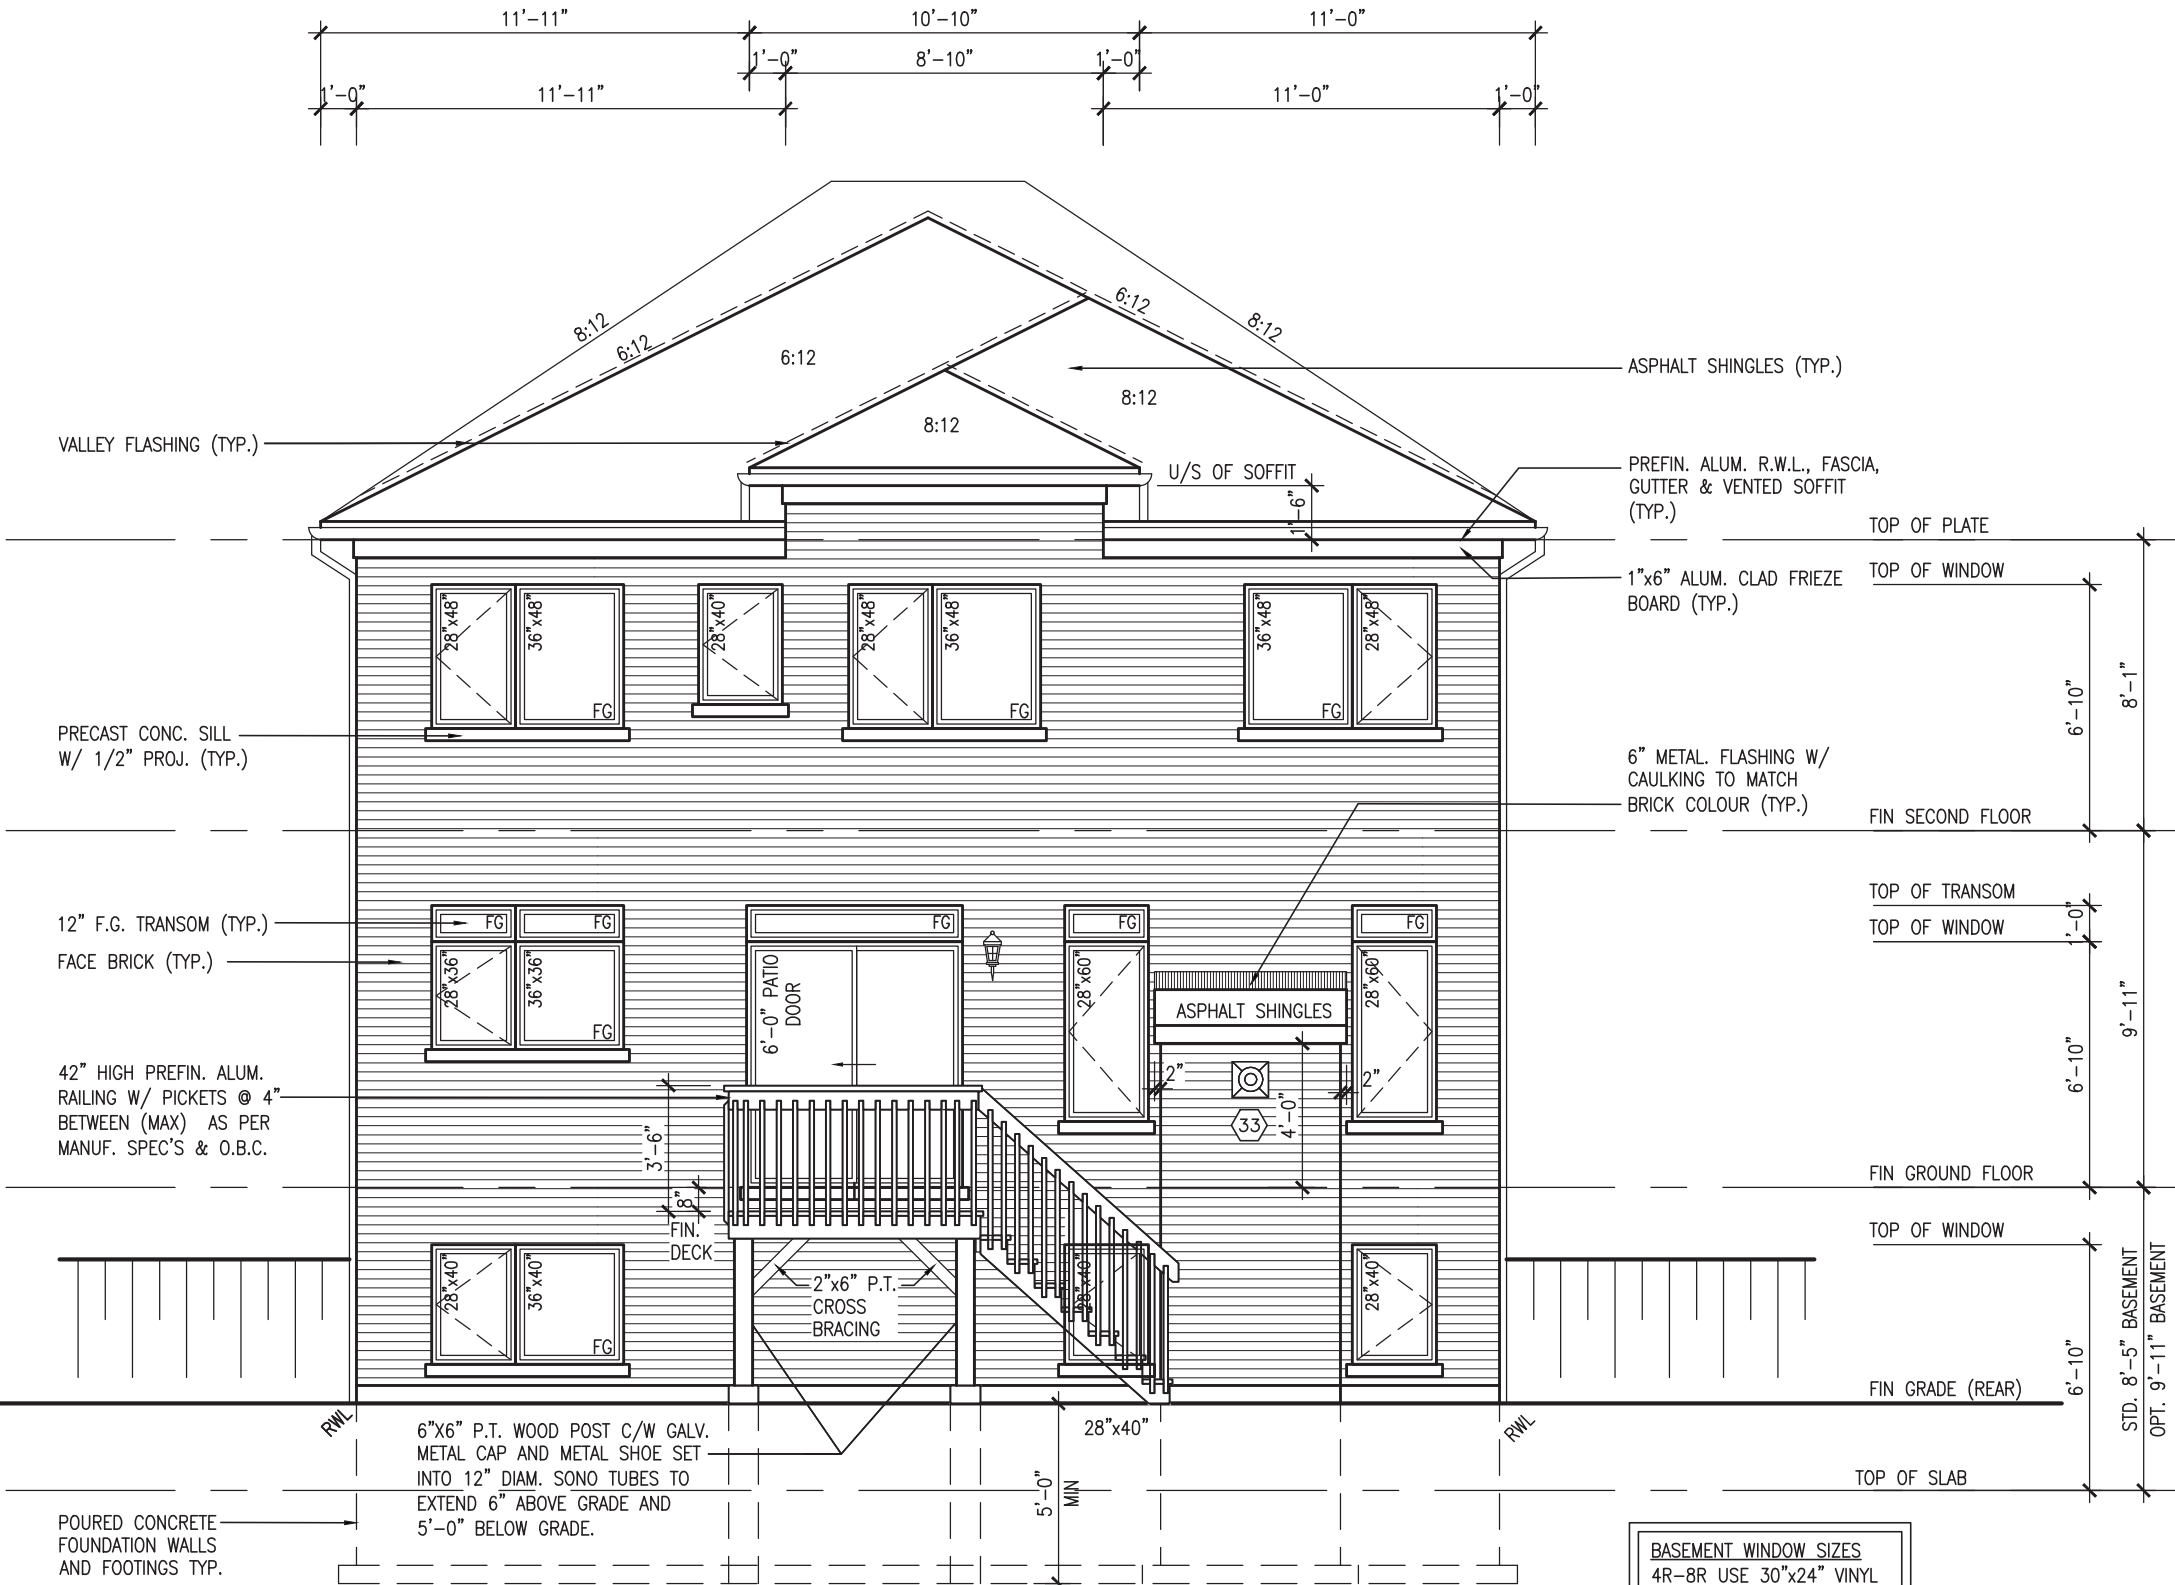 11'-11"
10'-10"
11'-0"
1'-0"
8'-10"
1'-0"
1'-0"
11'-11"
11'-0"
1'-0"
8:12
6:12
6:12
6:12
8:12
8:12
8:12
ASPHALT SHINGLES (TYP.)
VALLEY FLASHING (TYP.)
U/S OF SOFFIT
1'-6"
PREFIN. ALUM. R.W.L., FASCIA,
GUTTER & VENTED SOFFIT
(TYP.)
TOP OF PLATE
TOP OF WINDOW
1"x6" ALUM. CLAD FRIEZE
BOARD (TYP.)
28"x48"
36"x48"
FG
28"x40"
28"x48"
36"x48"
FG
36"x48"
FG
28"x48"
6'-10"
8'-1"
PRECAST CONC. SILL
W/ 1/2" PROJ. (TYP.)
6" METAL. FLASHING W/
CAULKING TO MATCH
BRICK COLOUR (TYP.)
FIN SECOND FLOOR
TOP OF TRANSOM
TOP OF WINDOW
1'-0"
12" F.G. TRANSOM (TYP.)
FACE BRICK (TYP.)
FG
FG
FG
FG
FG
28"x36"
36"x36"
FG
6'-0" PATIO
DOOR
28"x60"
28"x60"
ASPHALT SHINGLES
2"
2"
33
4'-0"
9'-11"
6'-10"
42" HIGH PREFIN. ALUM.
RAILING W/ PICKETS @ 4"
BETWEEN (MAX) AS PER
MANUF. SPEC'S & O.B.C.
3'-6"
8"
FIN.
DECK
FIN GROUND FLOOR
TOP OF WINDOW
28"x40"
36"x40"
FG
2"x6" P.T.
CROSS
BRACING
28"x40"
28"x40"
6'-10"
STD. 8'-5" BASEMENT
OPT. 9'-11" BASEMENT
FIN GRADE (REAR)
RWL
RWL
6"X6" P.T. WOOD POST C/W GALV.
METAL CAP AND METAL SHOE SET
INTO 12" DIAM. SONO TUBES TO
EXTEND 6" ABOVE GRADE AND
5'-0" BELOW GRADE.
28"x40"
5'-0"
MIN
TOP OF SLAB
POURED CONCRETE
FOUNDATION WALLS
AND FOOTINGS TYP.
BASEMENT WINDOW SIZES
4R-8R USE 30"x24" VINYL